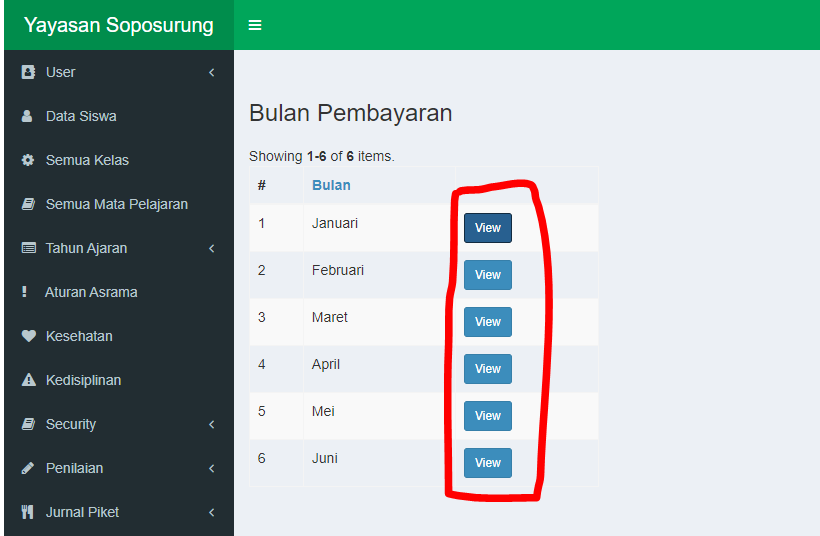 Yayasan Soposurung
User
Data Siswa
Semua Kelas
Semua Mata Pelajaran
Tahun Ajaran
Aturan Asrama
Kesehatan
Kedisiplinan
Security
Penilaian
Jurnal Piket
Bulan Pembayaran
Showing 1-6 of 6 items.
# Bulan
1 Januari View
2 Februari View
3 Maret View
4 April View
5 Mei View
6 Juni View